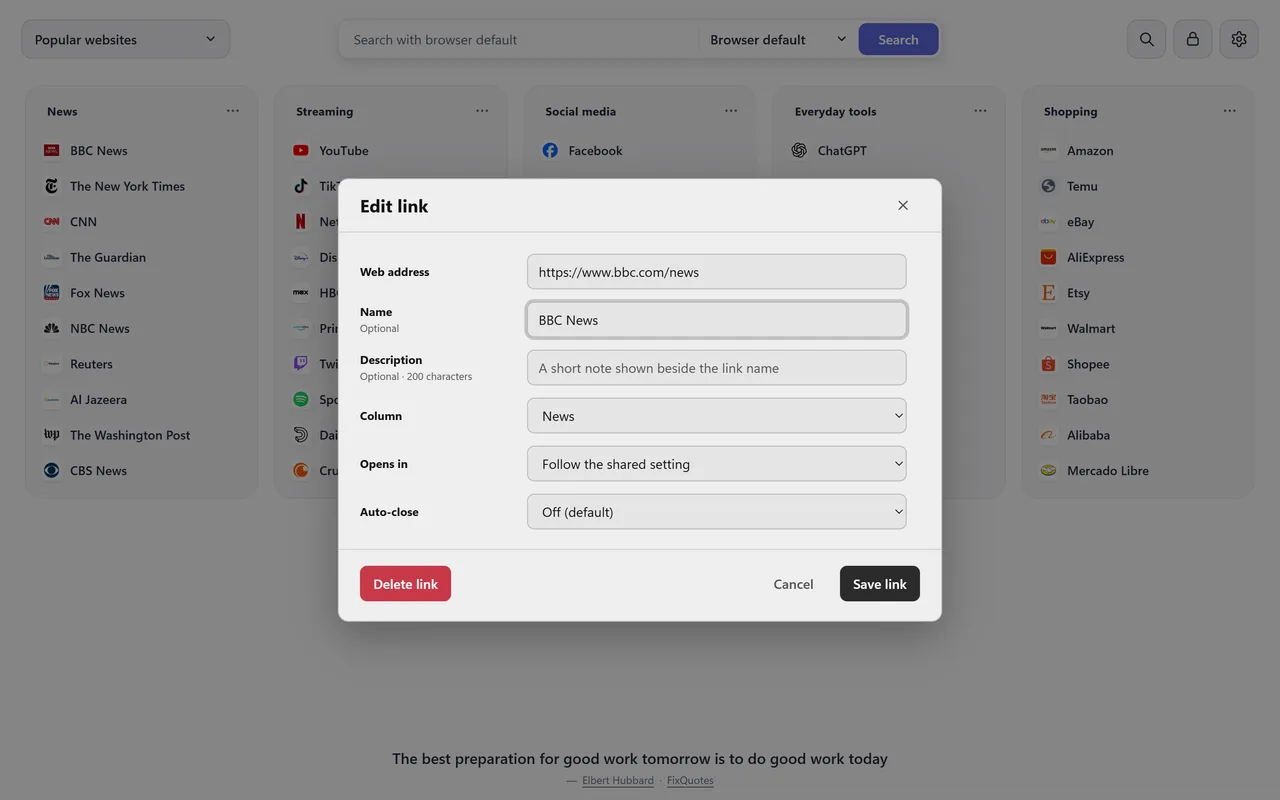 Popular websites
Search with browser default
Browser default
Search
News
BBC News
The New York Times
CNN
The Guardian
Fox News
NBC News
Reuters
Al Jazeera
The Washington Post
CBS News
Streaming
YouTube
Social media
Facebook
Everyday tools
ChatGPT
Shopping
Amazon
Temu
eBay
AliExpress
Etsy
Walmart
Shopee
Taobao
Alibaba
Mercado Libre
Edit link
Web address
https://www.bbc.com/news
Name
Optional
BBC News
Description
Optional · 200 characters
A short note shown beside the link name
Column
News
Opens in
Follow the shared setting
Auto-close
Off (default)
Delete link
Cancel
Save link
The best preparation for good work tomorrow is to do good work today
— Elbert Hubbard · FixQuotes